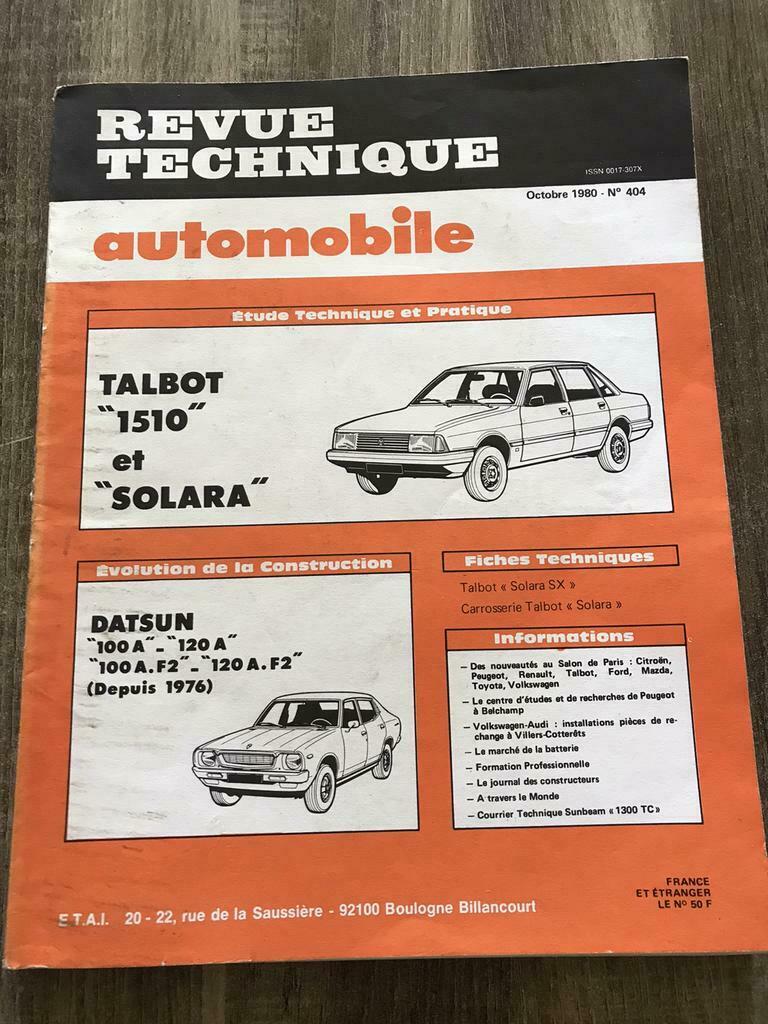 REVUE
TECHNIQUE
ISSN 0017-307X
Octobre 1980 - Nº 404
automobile
Étude Technique et Pratique
TALBOT
"1510"
et
"SOLARA"
Évolution de la Construction
DATSUN
"100 A"-"120 A"
"100 A.F2"-"120 A.F2"
(Depuis 1976)
Fiches Techniques
Talbot « Solara SX »
Carrosserie Talbot « Solara »
Informations
— Des nouveautés au Salon de Paris : Citroën,
Peugeot, Renault, Talbot, Ford, Mazda,
Toyota, Volkswagen
— Le centre d'études et de recherches de Peugeot
à Belchamp
— Volkswagen-Audi : installations pièces de re-
change à Villers-Cotterêts
— Le marché de la batterie
— Formation Professionnelle
— Le journal des constructeurs
— A travers le Monde
— Courrier Technique Sunbeam « 1300 TC »
FRANCE
ET ÉTRANGER
LE Nº 50 F
E.T.A.I. 20 - 22, rue de la Saussière - 92100 Boulogne Billancourt